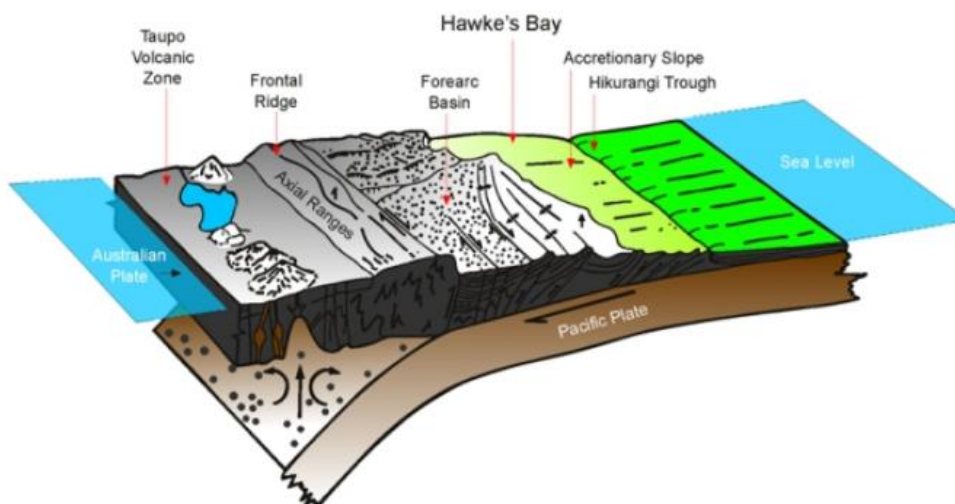 Hawke's Bay
Taupo
Volcanic
Zone
Frontal
Ridge
Forearc
Basin
Accretionary Slope
Hikurangi Trough
Sea Level
Axial Ranges
Australian
Plate
Pacific Plate